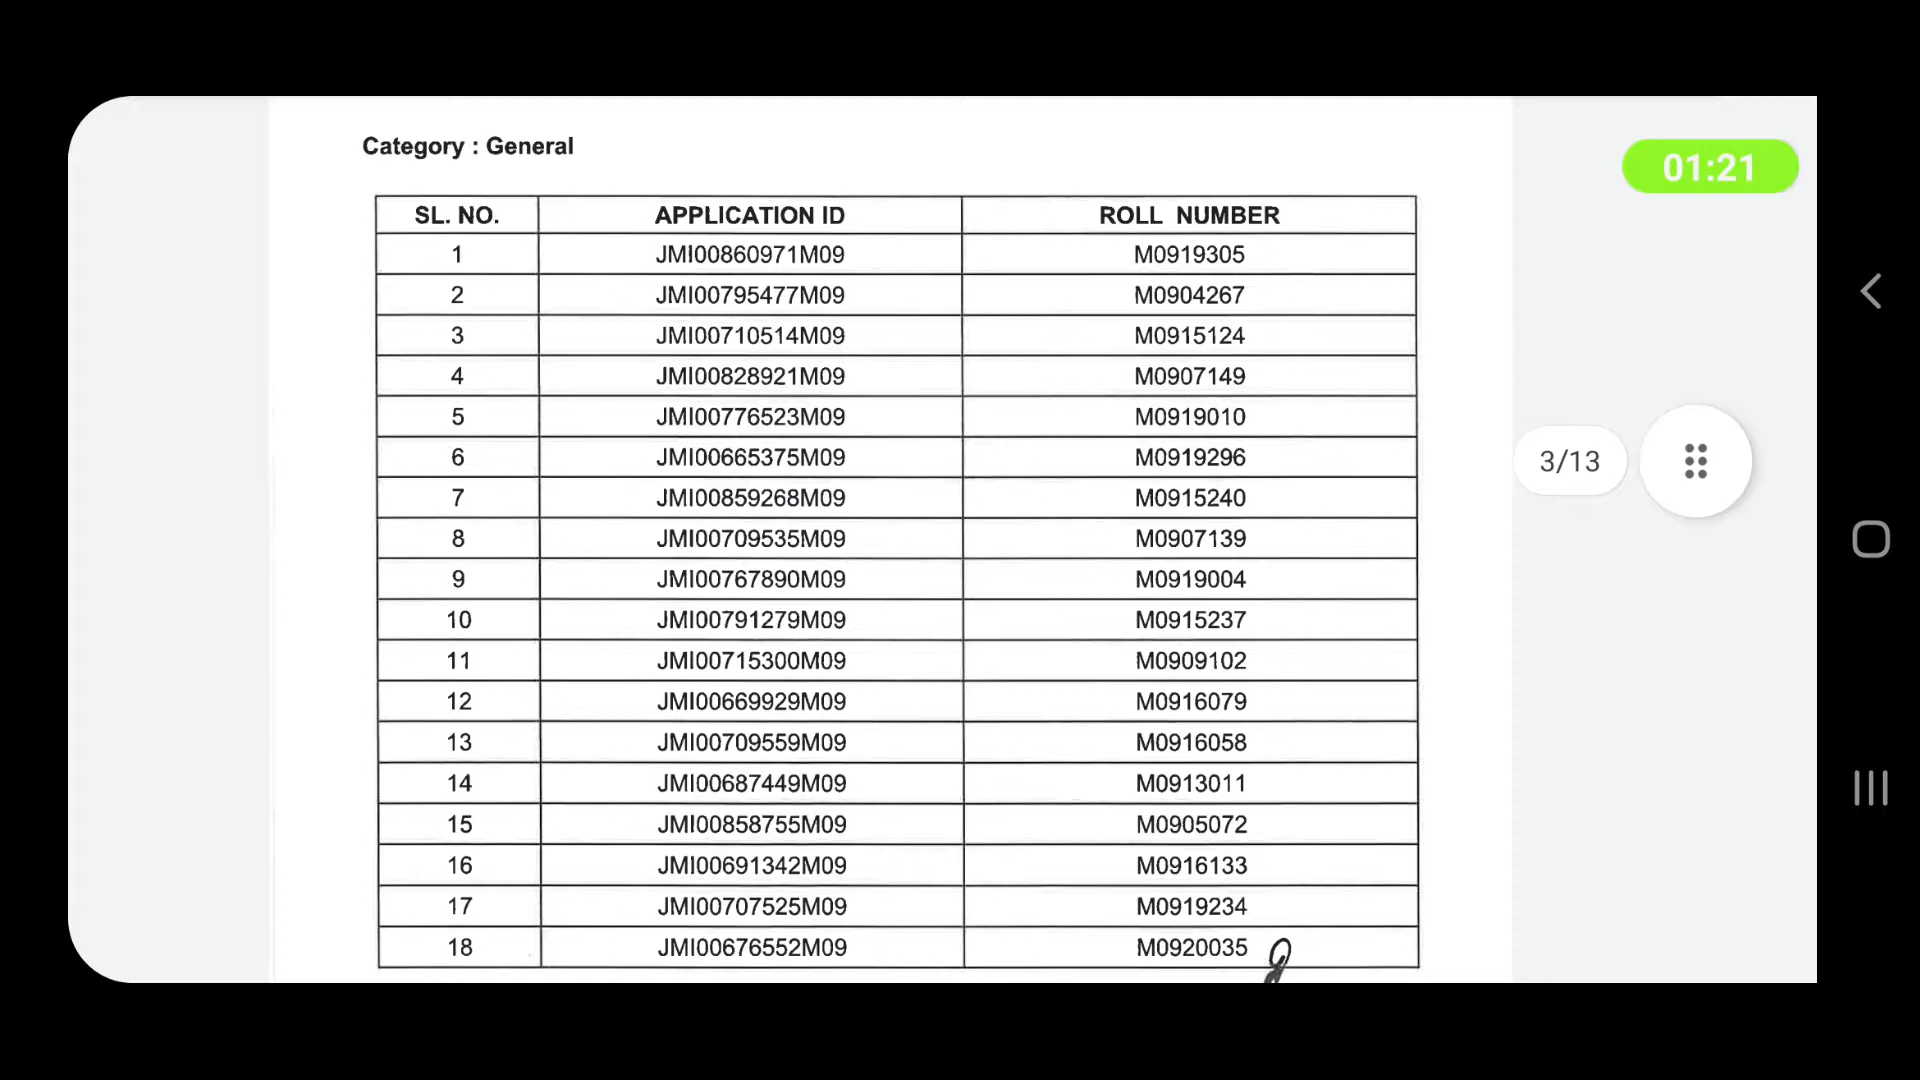 Category : General
01:21
SL. NO. APPLICATION ID ROLL NUMBER
1 JMI00860971M09 M0919305
2 JMI00795477M09 M0904267
3 JMI00710514M09 M0915124
4 JMI00828921M09 M0907149
5 JMI00776523M09 M0919010
6 JMI00665375M09 M0919296
7 JMI00859268M09 M0915240
8 JMI00709535M09 M0907139
9 JMI00767890M09 M0919004
10 JMI00791279M09 M0915237
11 JMI00715300M09 M0909102
12 JMI00669929M09 M0916079
13 JMI00709559M09 M0916058
14 JMI00687449M09 M0913011
15 JMI00858755M09 M0905072
16 JMI00691342M09 M0916133
17 JMI00707525M09 M0919234
18 JMI00676552M09 M0920035
3/13